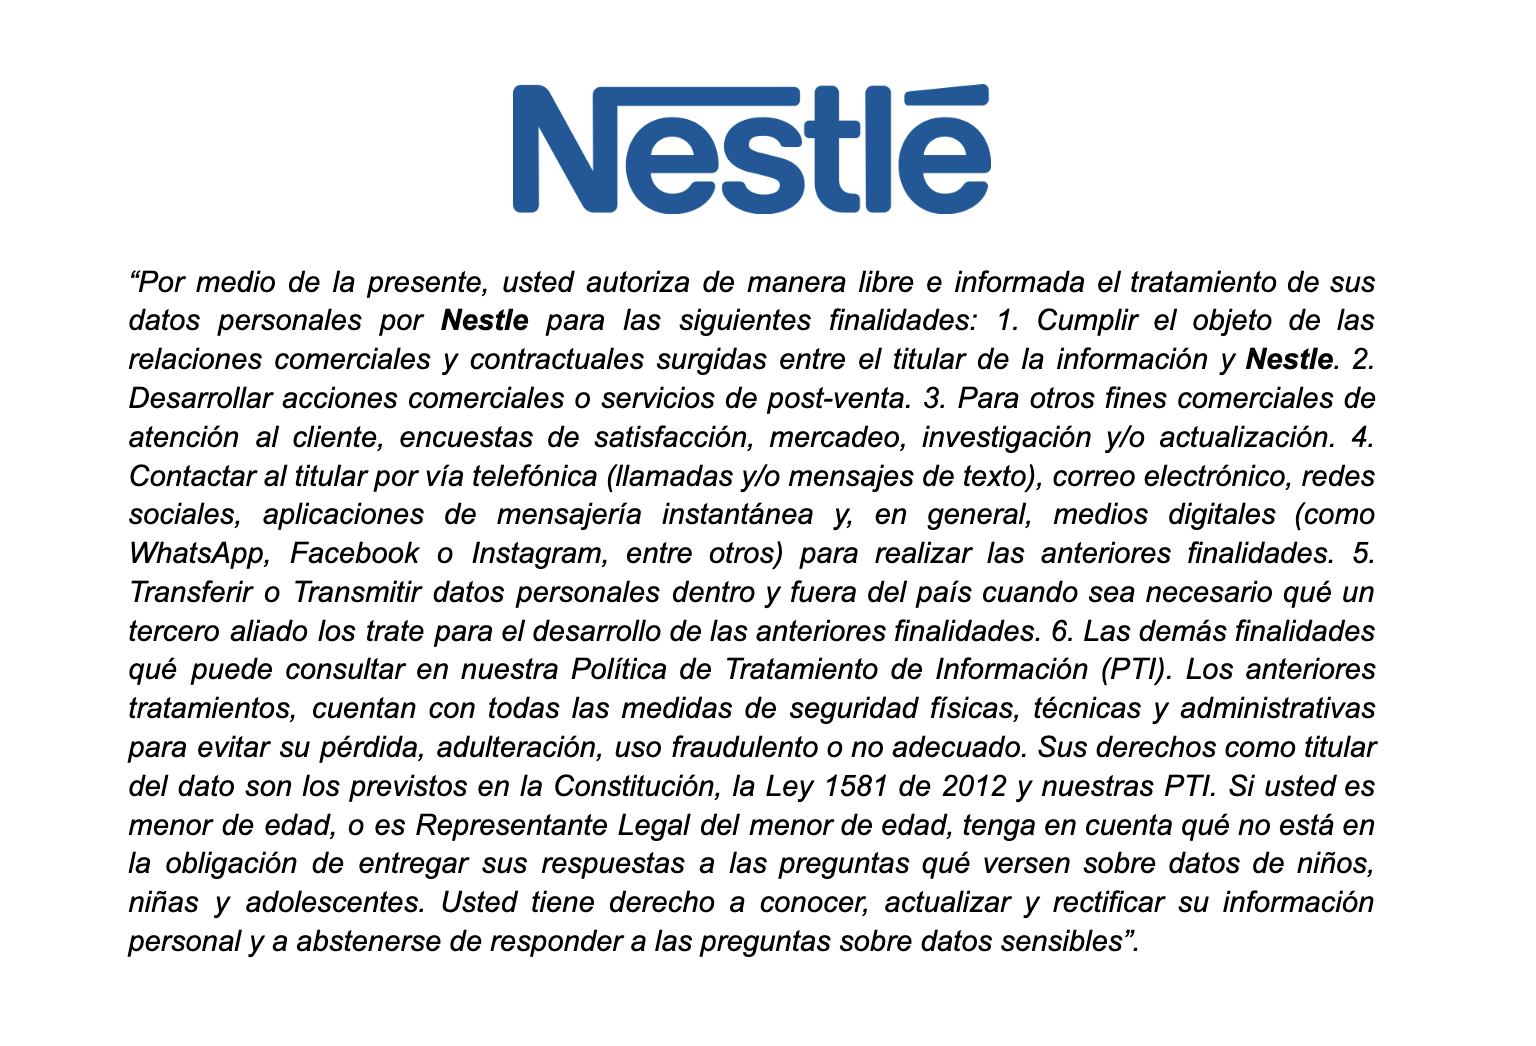 Nestlé
“Por medio de la presente, usted autoriza de manera libre e informada el tratamiento de sus
datos personales por Nestle para las siguientes finalidades: 1. Cumplir el objeto de las
relaciones comerciales y contractuales surgidas entre el titular de la información y Nestle. 2.
Desarrollar acciones comerciales o servicios de post-venta. 3. Para otros fines comerciales de
atención al cliente, encuestas de satisfacción, mercadeo, investigación y/o actualización. 4.
Contactar al titular por vía telefónica (llamadas y/o mensajes de texto), correo electrónico, redes
sociales, aplicaciones de mensajería instantánea y, en general, medios digitales (como
WhatsApp, Facebook o Instagram, entre otros) para realizar las anteriores finalidades. 5.
Transferir o Transmitir datos personales dentro y fuera del país cuando sea necesario qué un
tercero aliado los trate para el desarrollo de las anteriores finalidades. 6. Las demás finalidades
qué puede consultar en nuestra Política de Tratamiento de Información (PTI). Los anteriores
tratamientos, cuentan con todas las medidas de seguridad físicas, técnicas y administrativas
para evitar su pérdida, adulteración, uso fraudulento o no adecuado. Sus derechos como titular
del dato son los previstos en la Constitución, la Ley 1581 de 2012 y nuestras PTI. Si usted es
menor de edad, o es Representante Legal del menor de edad, tenga en cuenta qué no está en
la obligación de entregar sus respuestas a las preguntas qué versen sobre datos de niños,
niñas y adolescentes. Usted tiene derecho a conocer, actualizar y rectificar su información
personal y a abstenerse de responder a las preguntas sobre datos sensibles”.